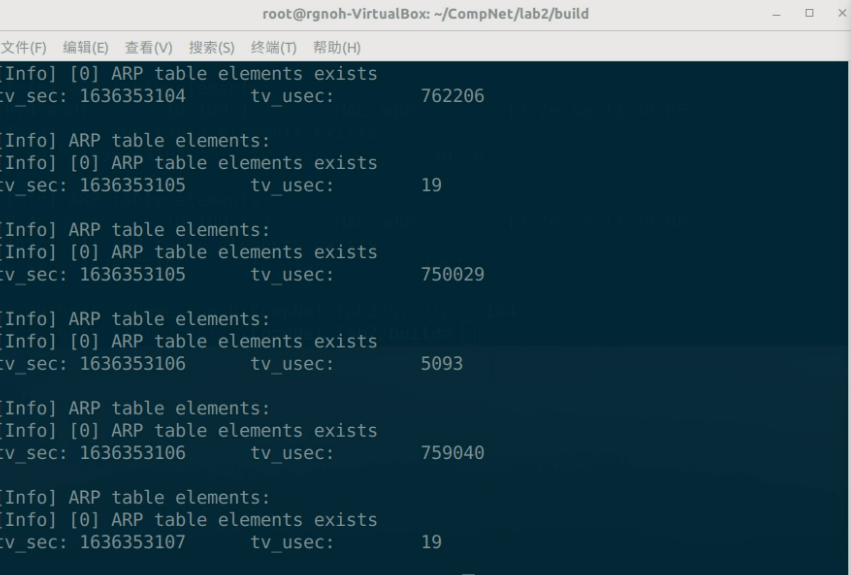 root@rgnoh-VirtualBox: ~/CompNet/lab2/build
文件(F) 编辑(E) 查看(V) 搜索(S) 终端(T) 帮助(H)
[Info] [0] ARP table elements exists
tv_sec: 1636353104 tv_usec: 762206
[Info] ARP table elements:
[Info] [0] ARP table elements exists
tv_sec: 1636353105 tv_usec: 19
[Info] ARP table elements:
[Info] [0] ARP table elements exists
tv_sec: 1636353105 tv_usec: 750029
[Info] ARP table elements:
[Info] [0] ARP table elements exists
tv_sec: 1636353106 tv_usec: 5093
[Info] ARP table elements:
[Info] [0] ARP table elements exists
tv_sec: 1636353106 tv_usec: 759040
[Info] ARP table elements:
[Info] [0] ARP table elements exists
tv_sec: 1636353107 tv_usec: 19